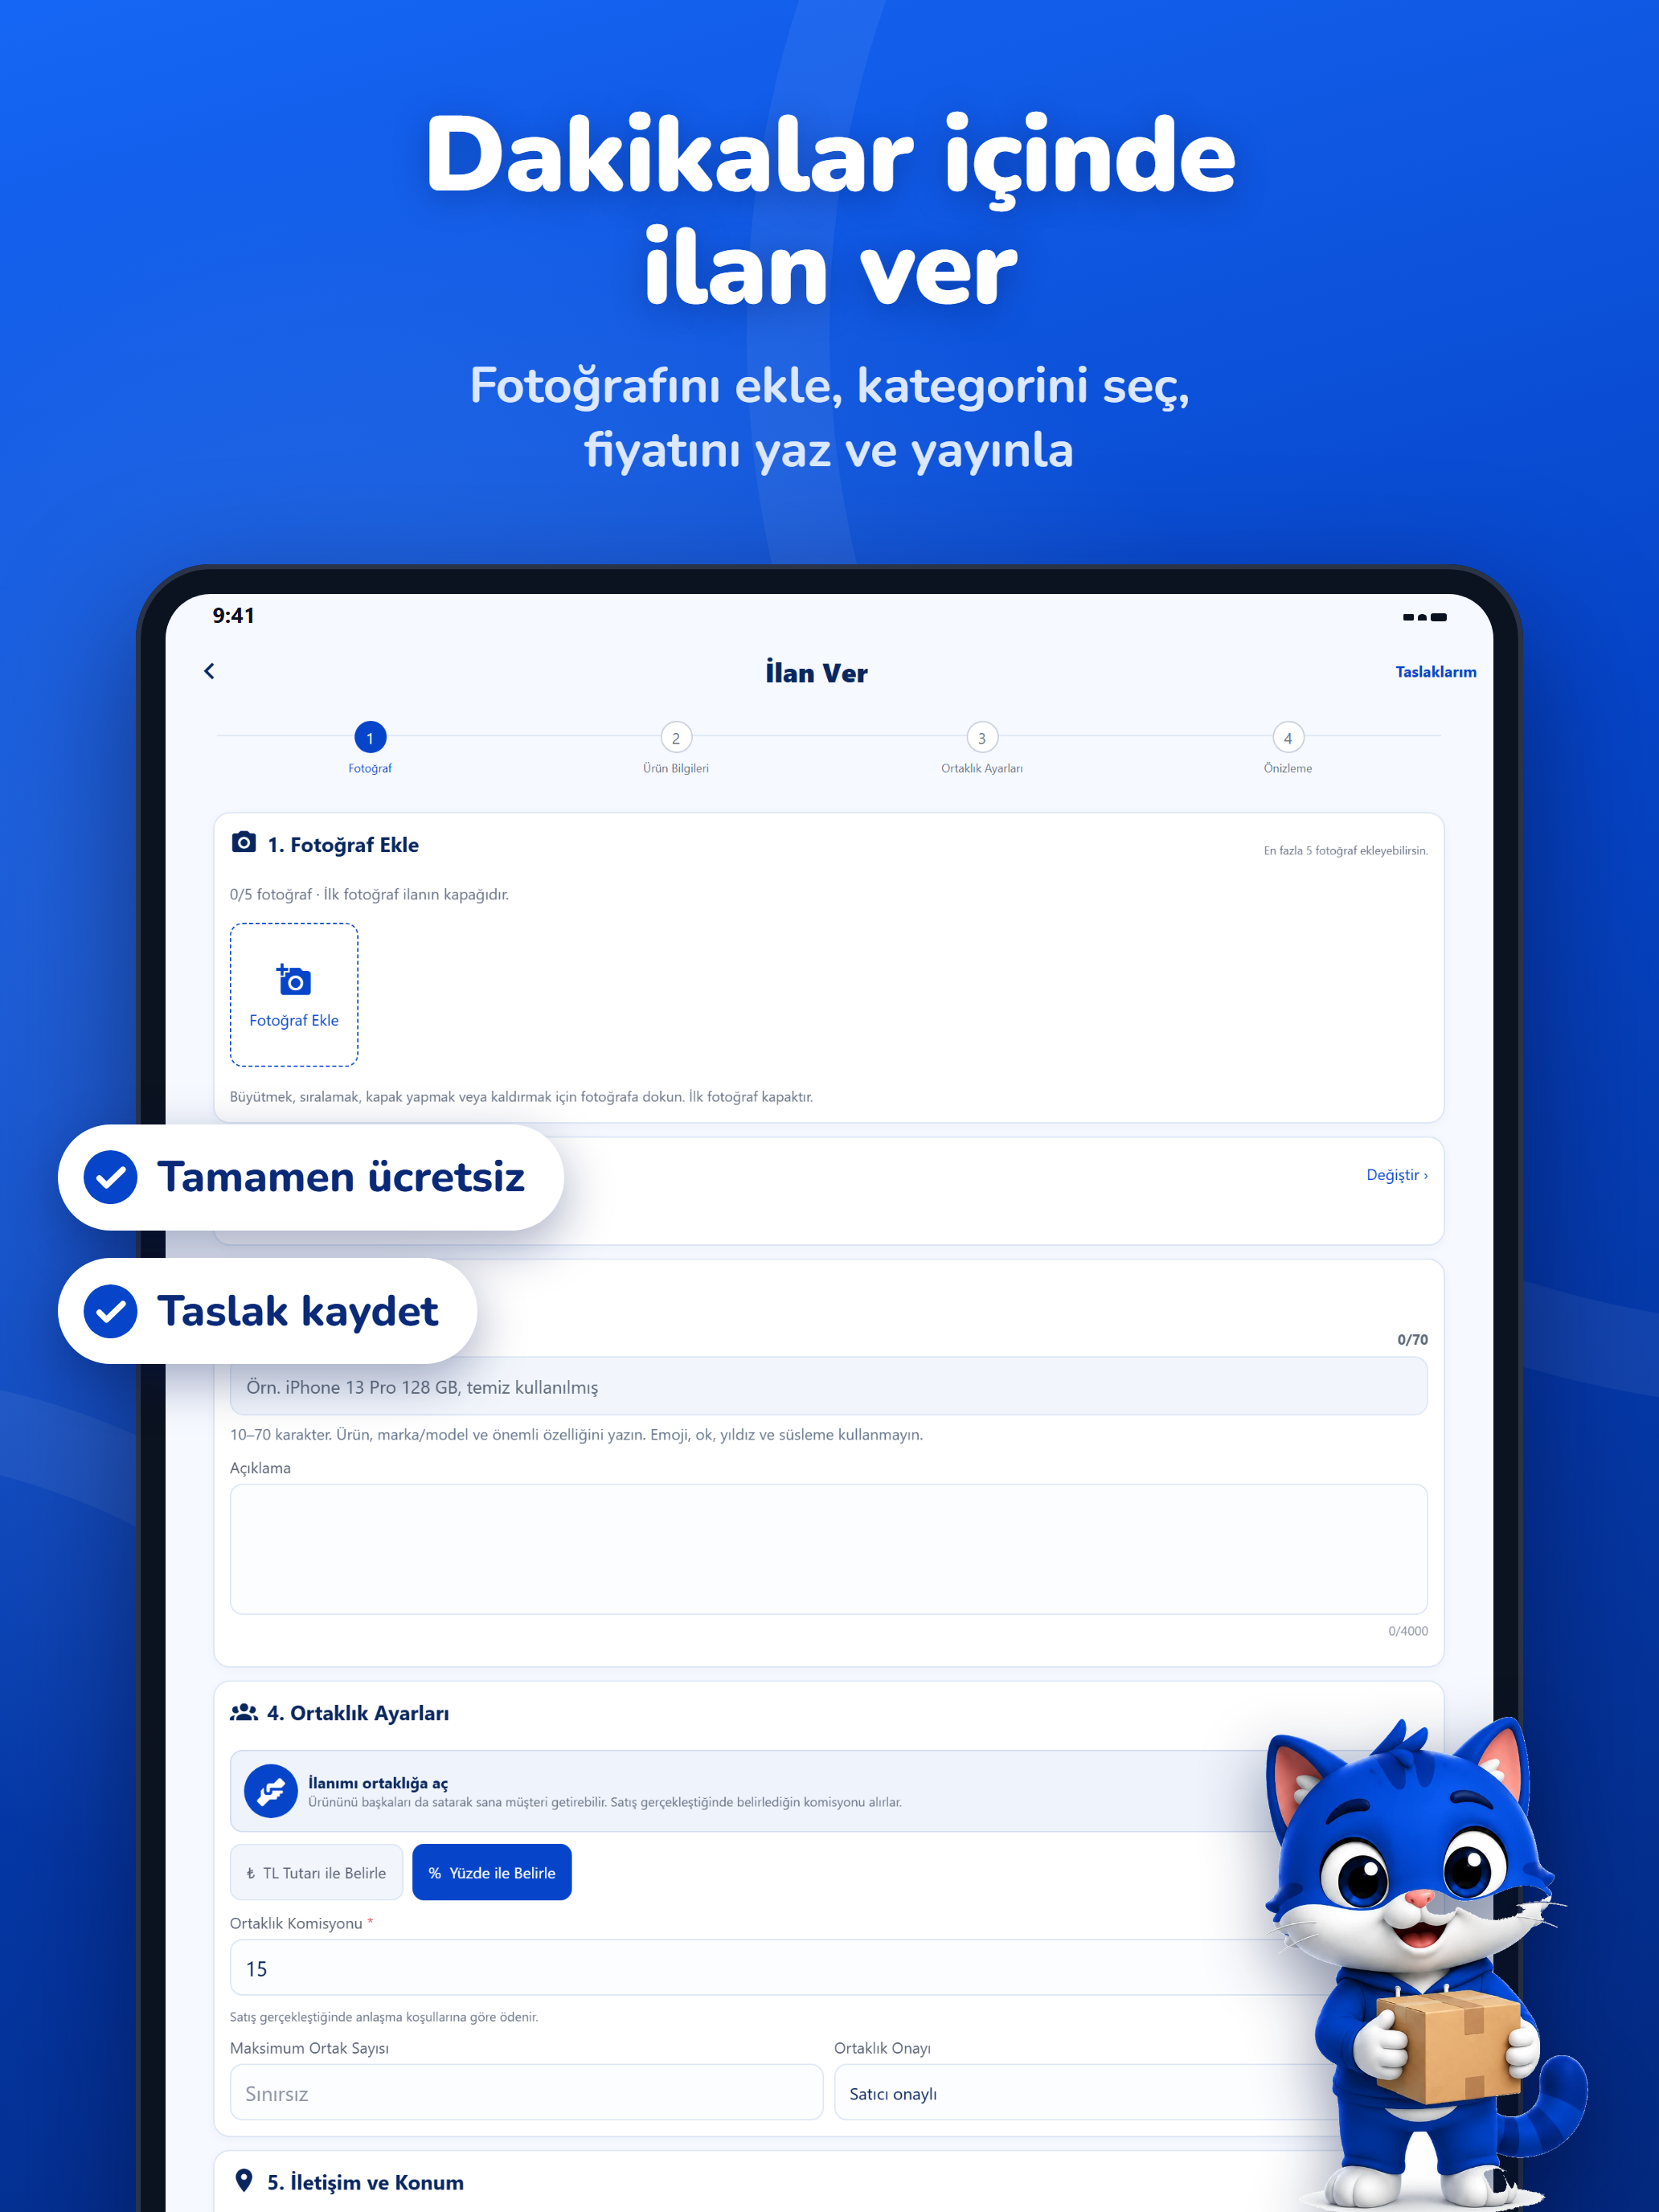 Dakikalar içinde
ilan ver
Fotoğrafını ekle, kategorini seç,
fiyatını yaz ve yayınla
9:41
İlan Ver
Taslaklarım
1
2
3
4
Fotoğraf
Ürün Bilgileri
Ortaklık Ayarları
Önizleme
1. Fotoğraf Ekle
En fazla 5 fotoğraf ekleyebilirsin.
0/5 fotoğraf · İlk fotoğraf ilanın kapağıdır.
Fotoğraf Ekle
Büyütmek, sıralamak, kapak yapmak veya kaldırmak için fotoğrafa dokun. İlk fotoğraf kapaktır.
Tamamen ücretsiz
Değiştir ›
Taslak kaydet
0/70
Örn. iPhone 13 Pro 128 GB, temiz kullanılmış
10–70 karakter. Ürün, marka/model ve önemli özelliğini yazın. Emoji, ok, yıldız ve süsleme kullanmayın.
Açıklama
0/4000
4. Ortaklık Ayarları
İlanımı ortaklığa aç
Ürününü başkaları da satarak sana müşteri getirebilir. Satış gerçekleştiğinde belirlediğin komisyonu alırlar.
₺ TL Tutarı ile Belirle
% Yüzde ile Belirle
Ortaklık Komisyonu *
15
Satış gerçekleştiğinde anlaşma koşullarına göre ödenir.
Maksimum Ortak Sayısı
Ortaklık Onayı
Sınırsız
Satıcı onaylı
5. İletişim ve Konum